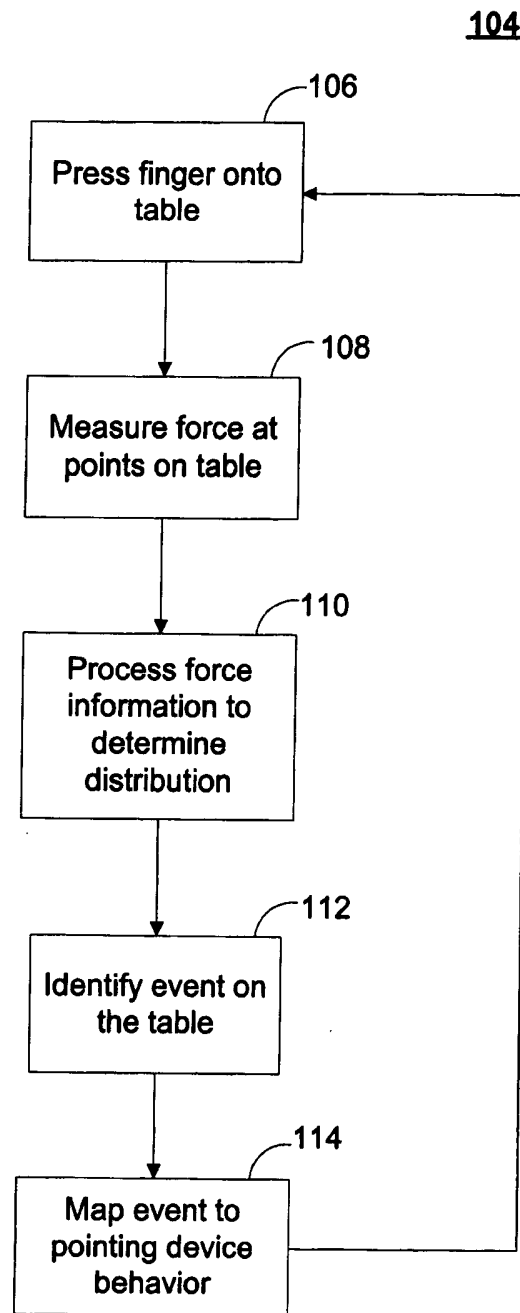 104
106
Press finger onto
table
108
Measure force at
points on table
110
Process force
information to
determine
distribution
112
Identify event on
the table
114
Map event to
pointing device
behavior